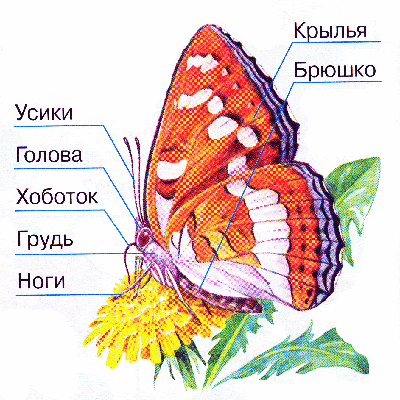 Крылья
Брюшко
Усики
Голова
Хоботок
Грудь
Ноги